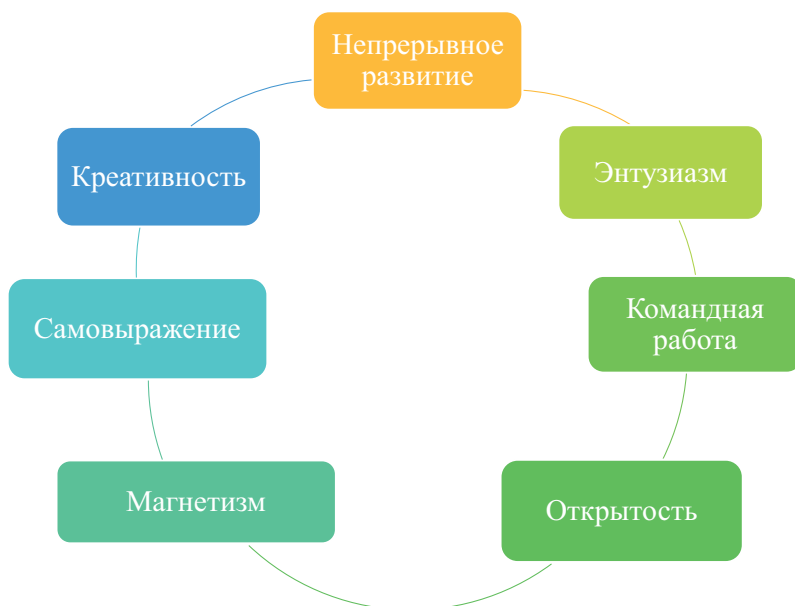 Непрерывное
развитие
Энтузиазм
Командная
работа
Открытость
Магнетизм
Самовыражение
Креативность